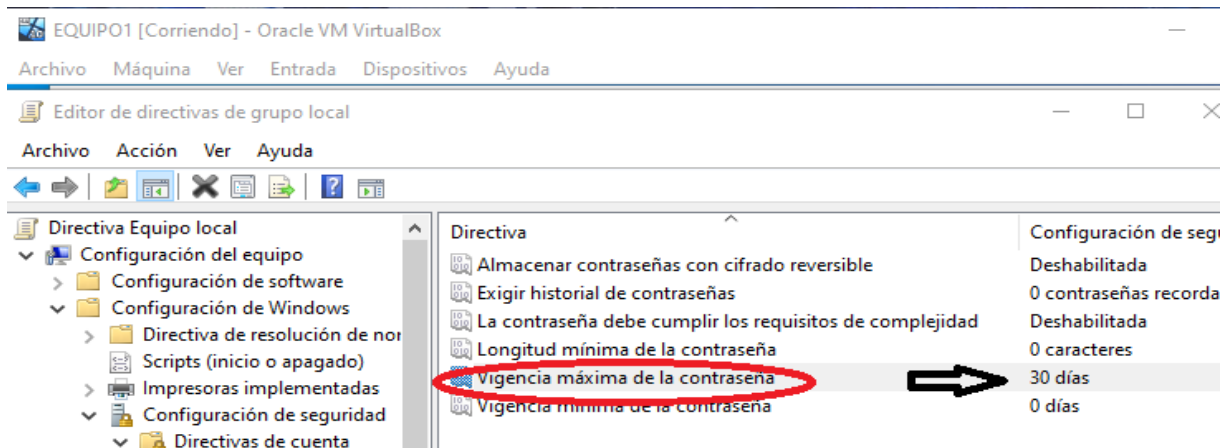 EQUIPO1 [Corriendo] - Oracle VM VirtualBox
Archivo Máquina Ver Entrada Dispositivos Ayuda
Editor de directivas de grupo local
Archivo Acción Ver Ayuda
Directiva Equipo local
Configuración del equipo
Configuración de software
Configuración de Windows
Directiva de resolución de nor
Scripts (inicio o apagado)
Impresoras implementadas
Configuración de seguridad
Directivas de cuenta
Directiva Configuración de segu
Almacenar contraseñas con cifrado reversible Deshabilitada
Exigir historial de contraseñas 0 contraseñas recorda
La contraseña debe cumplir los requisitos de complejidad Deshabilitada
Longitud mínima de la contraseña 0 caracteres
Vigencia máxima de la contraseña 30 días
Vigencia mínima de la contraseña 0 días